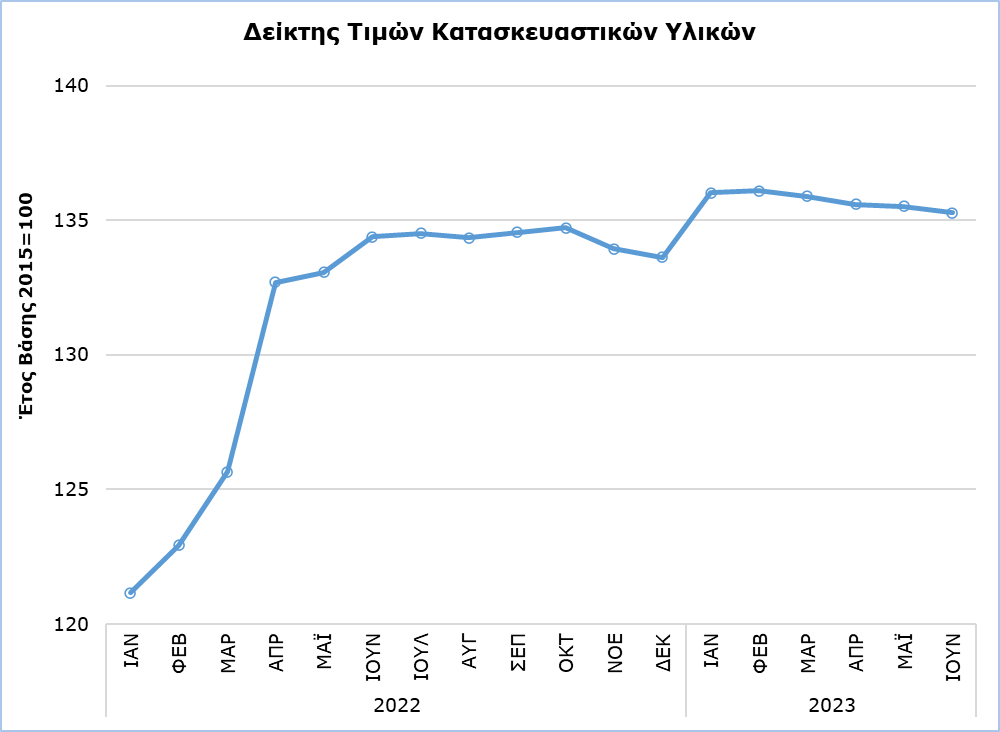 Δείκτης Τιμών Κατασκευαστικών Υλικών
Έτος Βάσης 2015=100
140
135
130
125
120
ΙΑΝ
ΦΕΒ
ΜΑΡ
ΑΠΡ
ΜΑΪ
ΙΟΥΝ
ΙΟΥΛ
ΑΥΓ
ΣΕΠ
ΟΚΤ
ΝΟΕ
ΔΕΚ
ΙΑΝ
ΦΕΒ
ΜΑΡ
ΑΠΡ
ΜΑΪ
ΙΟΥΝ
2022
2023